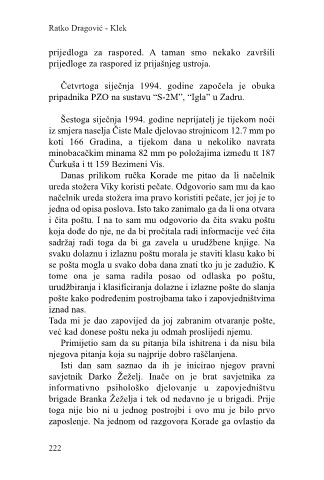 Ratko Dragović - Klek
prijedloga za raspored. A taman smo nekako završili
prijedloge za raspored iz prijašnjeg ustroja.
Četvrtoga siječnja 1994. godine započela je obuka
pripadnika PZO na sustavu “S-2M”, “Igla” u Zadru.
Šestoga siječnja 1994. godine neprijatelj je tijekom noći
iz smjera naselja Čiste Male djelovao strojnicom 12.7 mm po
koti 166 Gradina, a tijekom dana u nekoliko navrata
minobacačkim minama 82 mm po položajima između tt 187
Ćurkuša i tt 159 Bezimeni Vis.
Danas prilikom ručka Korade me pitao da li načelnik
ureda stožera Viky koristi pečate. Odgovorio sam mu da kao
načelnik ureda stožera ima pravo koristiti pečate, jer joj je to
jedna od opisa poslova. Isto tako zanimalo ga da li ona otvara
i čita poštu. I na to sam mu odgovorio da čita svaku poštu
koja dođe do nje, ne da bi pročitala radi informacije već čita
sadržaj radi toga da bi ga zavela u urudžbene knjige. Na
svaku dolaznu i izlaznu poštu morala je staviti klasu kako bi
se pošta mogla u svako doba dana znati tko ju je zadužio. K
tome ona je sama radila posao od odlaska po poštu,
urudžbiranja i klasificiranja dolazne i izlazne pošte do slanja
pošte kako podređenim postrojbama tako i zapovjedništvima
iznad nas.
Tada mi je dao zapovijed da joj zabranim otvaranje pošte,
već kad donese poštu neka ju odmah proslijedi njemu.
Primijetio sam da su pitanja bila ishitrena i da nisu bila
njegova pitanja koja su najprije dobro raščlanjena.
Isti dan sam saznao da ih je inicirao njegov pravni
savjetnik Darko Žeželj. Inače on je brat savjetnika za
informativno psihološko djelovanje u zapovjedništvu
brigade Branka Žeželja i tek od nedavno je u brigadi. Prije
toga nije bio ni u jednog postrojbi i ovo mu je bilo prvo
zaposlenje. Na jednom od razgovora Korade ga ovlastio da
222